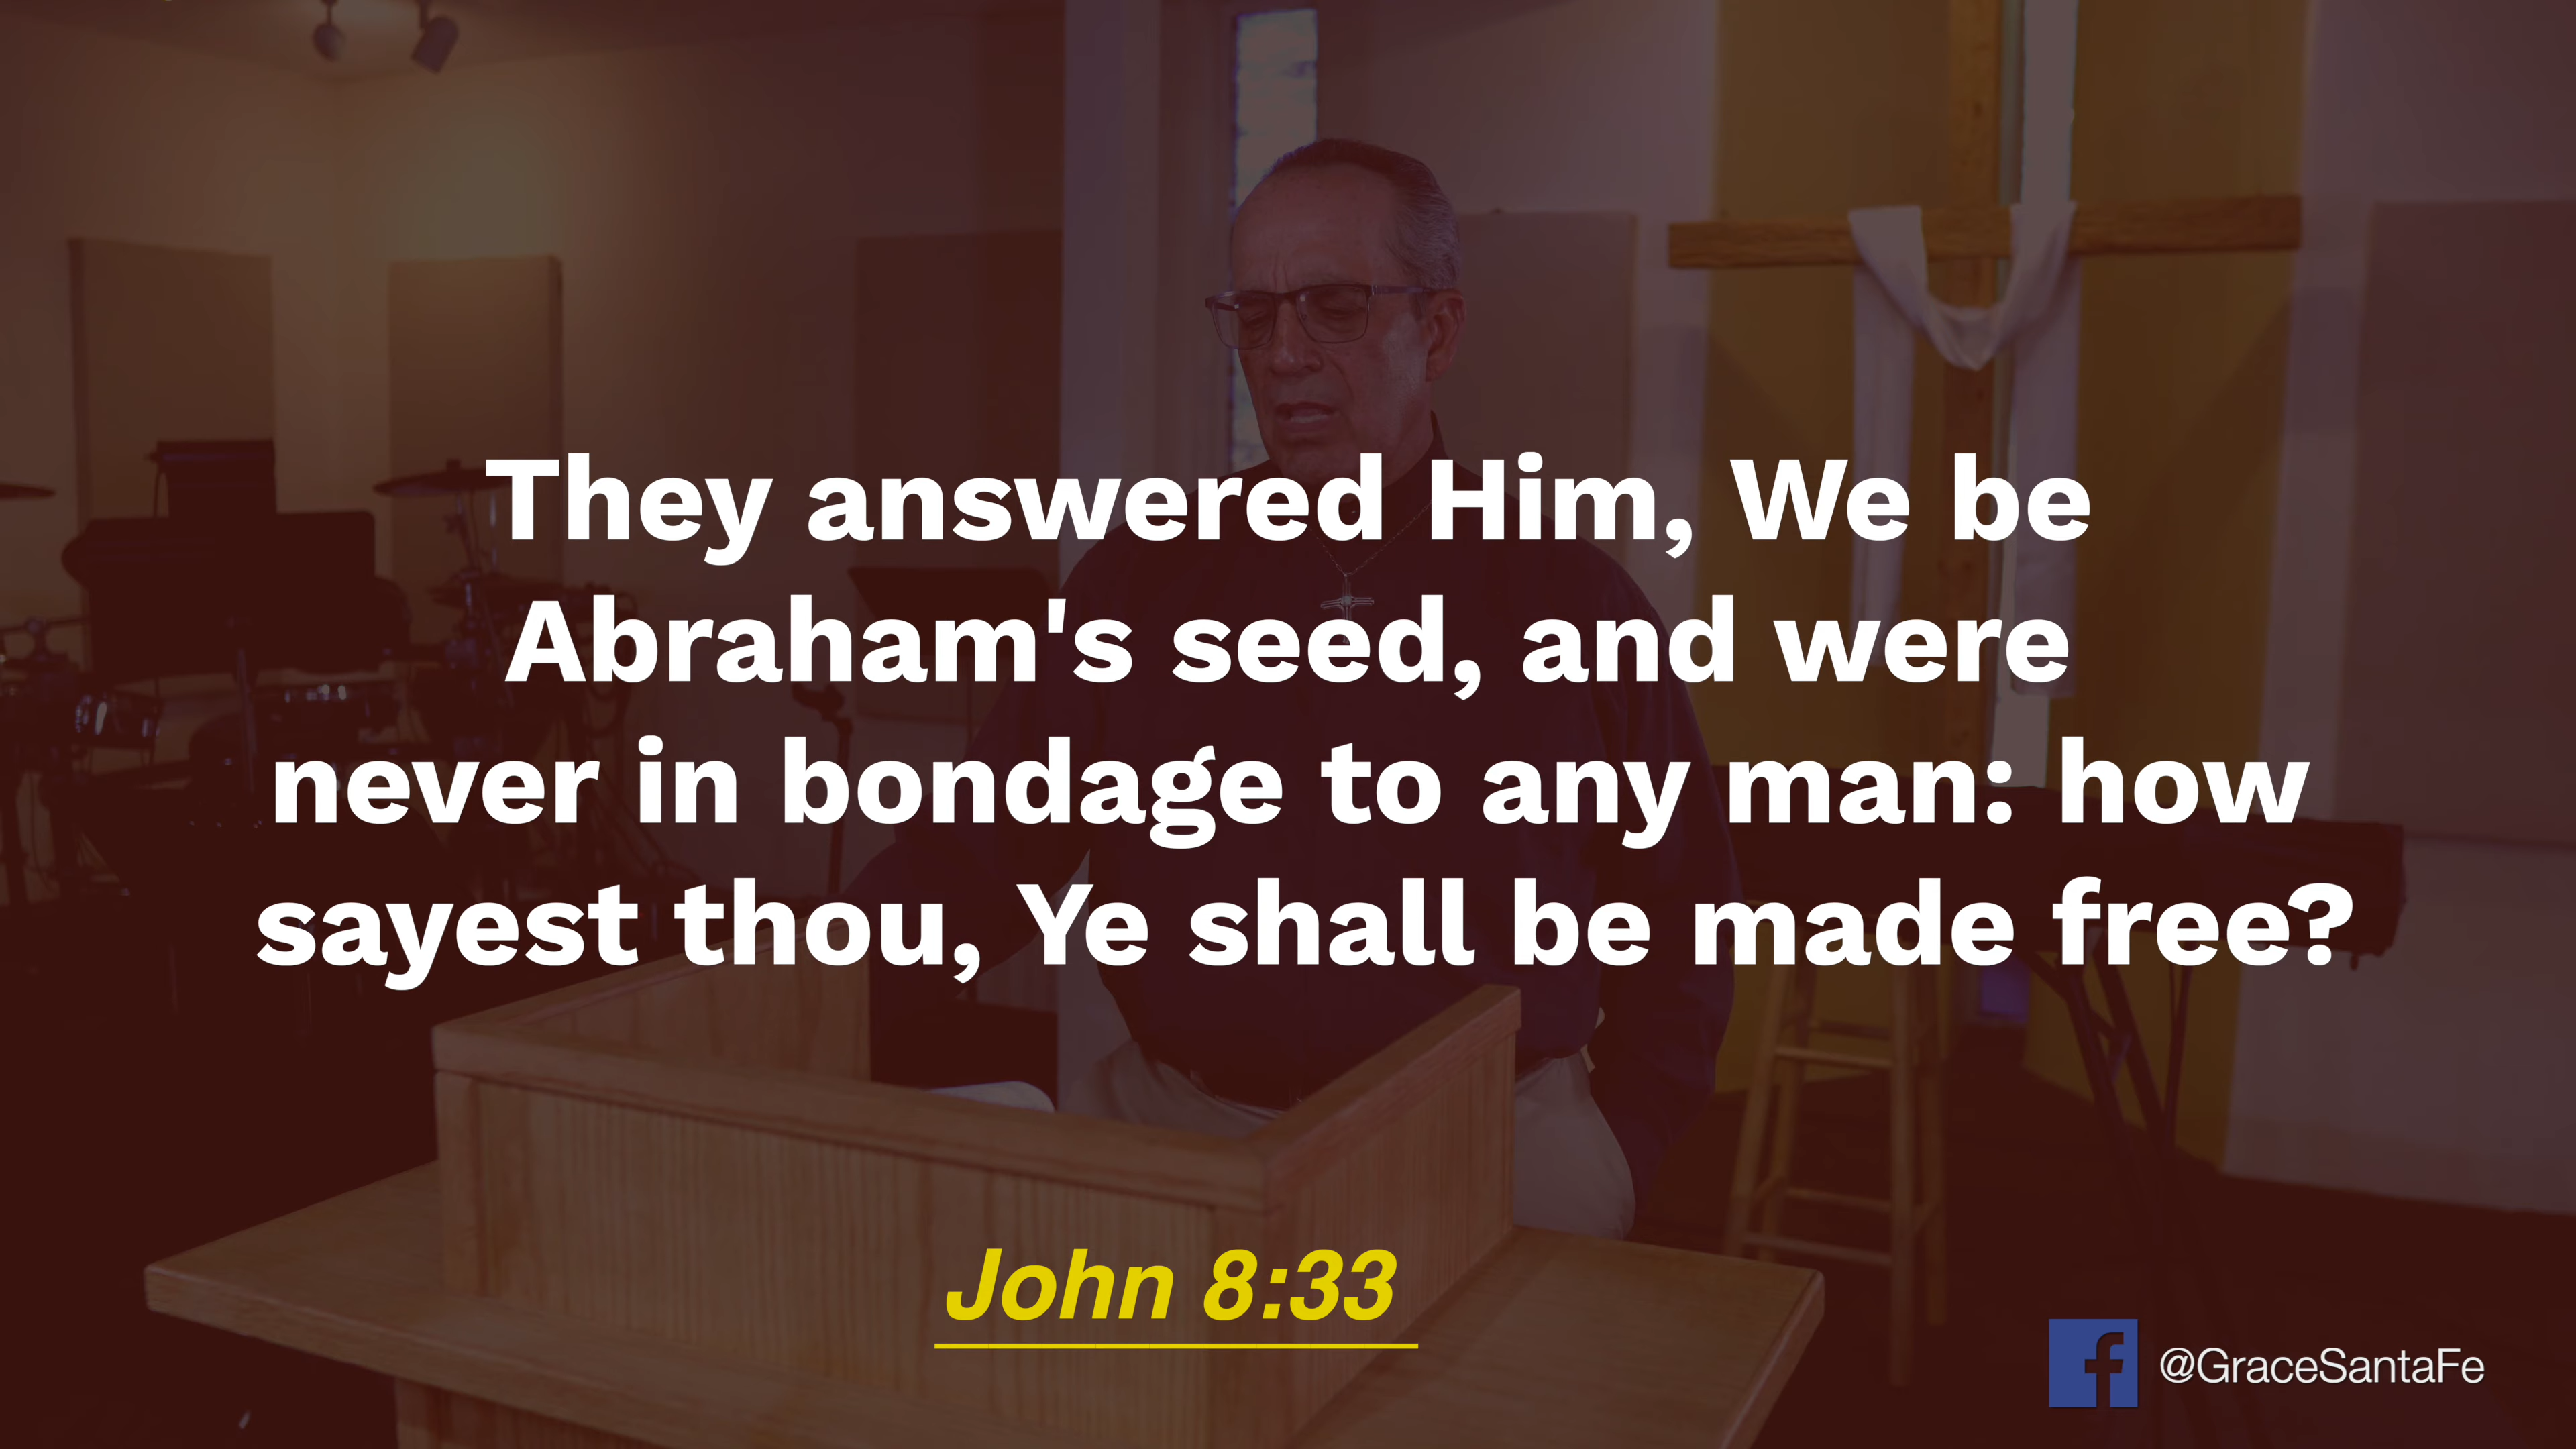 They answered Him, We be
Abraham's seed, and were
never in bondage to any man: how
sayest thou, Ye shall be made free?
John 8:33
@GraceSantaFe